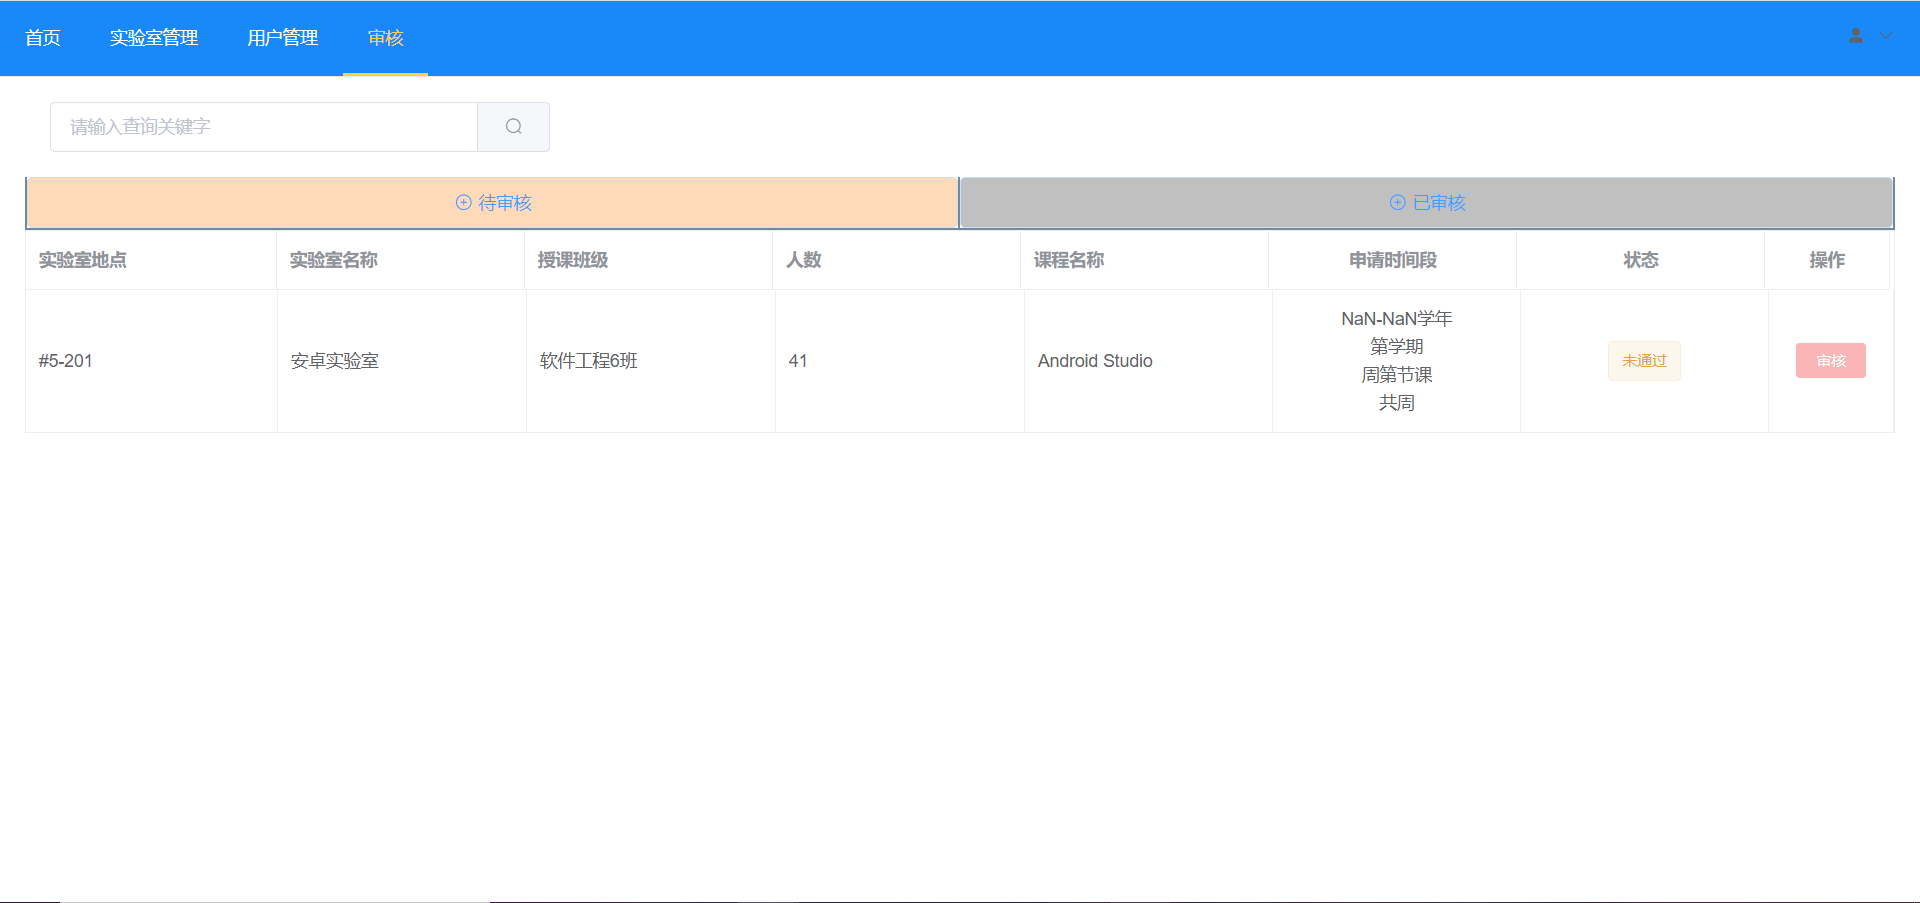 首页 实验室管理 用户管理 审核
请输入查询关键字
待审核 已审核
实验室地点 实验室名称 授课班级 人数 课程名称 申请时间段 状态 操作
#5-201 安卓实验室 软件工程6班 41 Android Studio NaN-NaN学年 未通过 审核
第学期
周第节课
共周